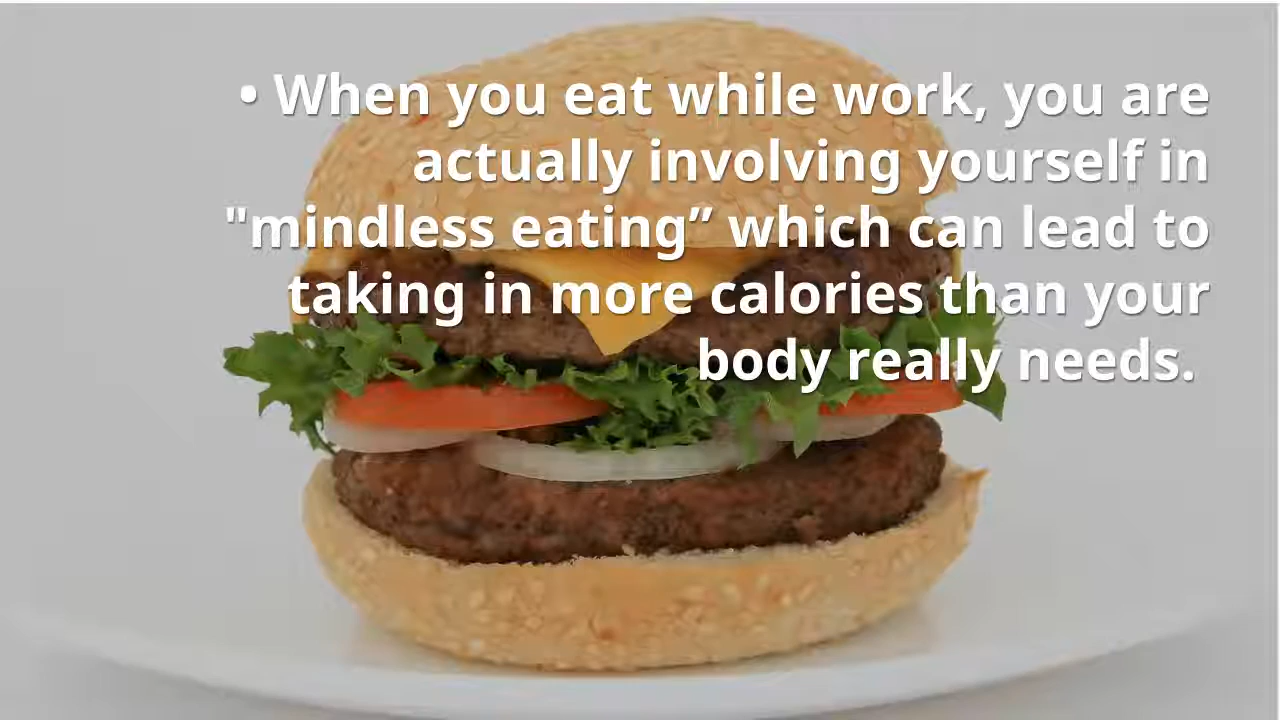 • When you eat while work, you are
actually involving yourself in
"mindless eating” which can lead to
taking in more calories than your
body really needs.